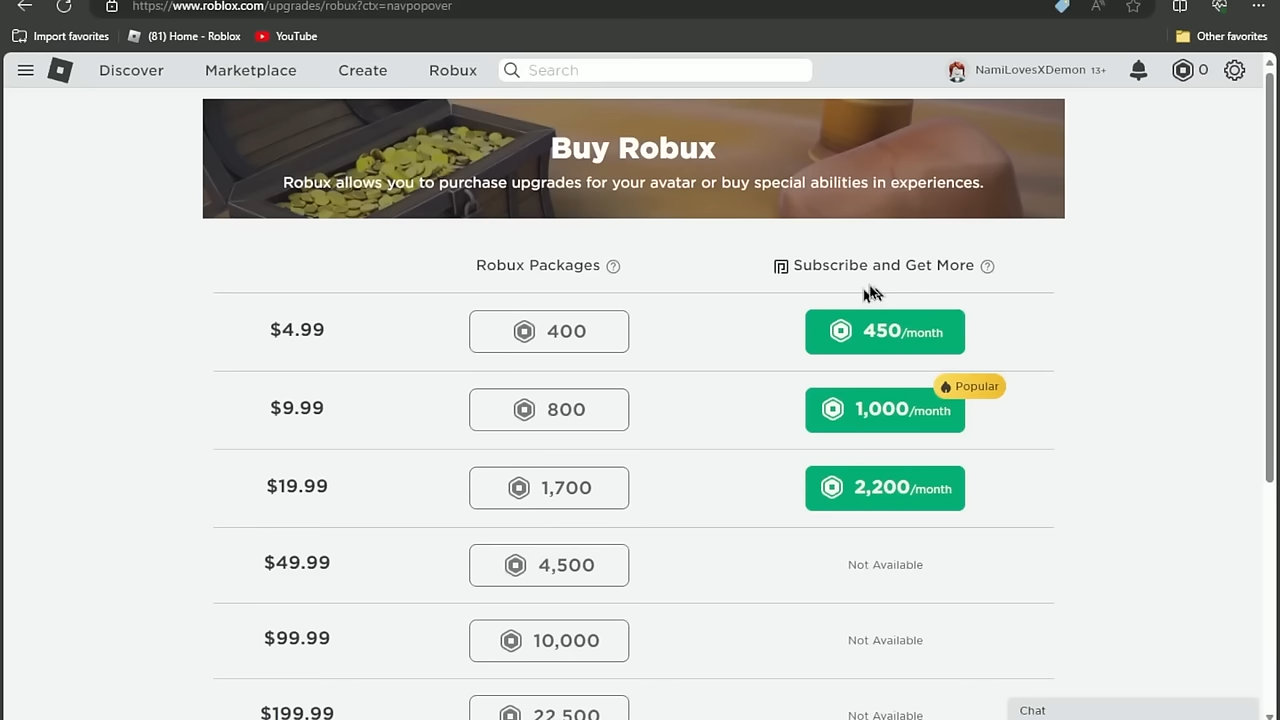 https://www.roblox.com/upgrades/robux?ctx=navpopover
Import favorites (81) Home - Roblox YouTube Other favorites
Discover Marketplace Create Robux Search NamiLovesXDemon 13+ 0
Buy Robux
Robux allows you to purchase upgrades for your avatar or buy special abilities in experiences.
Robux Packages Subscribe and Get More
$4.99 400 450/month
Popular
$9.99 800 1,000/month
$19.99 1,700 2,200/month
$49.99 4,500 Not Available
$99.99 10,000 Not Available
$199.99 22,500 Not Available
Chat